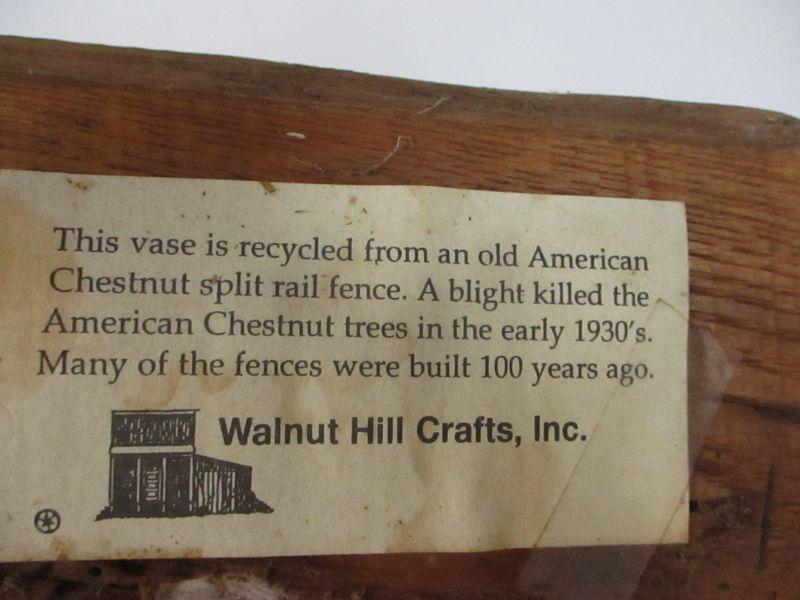 This vase is recycled from an old American
Chestnut split rail fence. A blight killed the
American Chestnut trees in the early 1930's.
Many of the fences were built 100 years ago.
Walnut Hill Crafts, Inc.